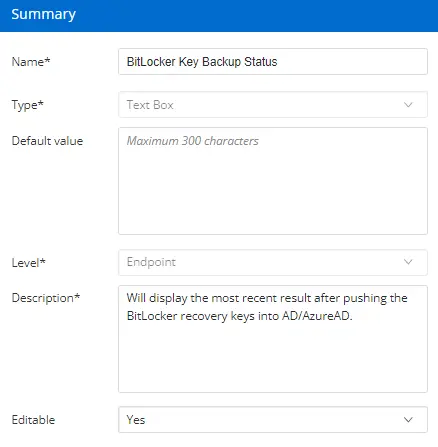 Summary
Name* BitLocker Key Backup Status
Type* Text Box
Default value Maximum 300 characters
Level* Endpoint
Description* Will display the most recent result after pushing the
BitLocker recovery keys into AD/AzureAD.
Editable Yes